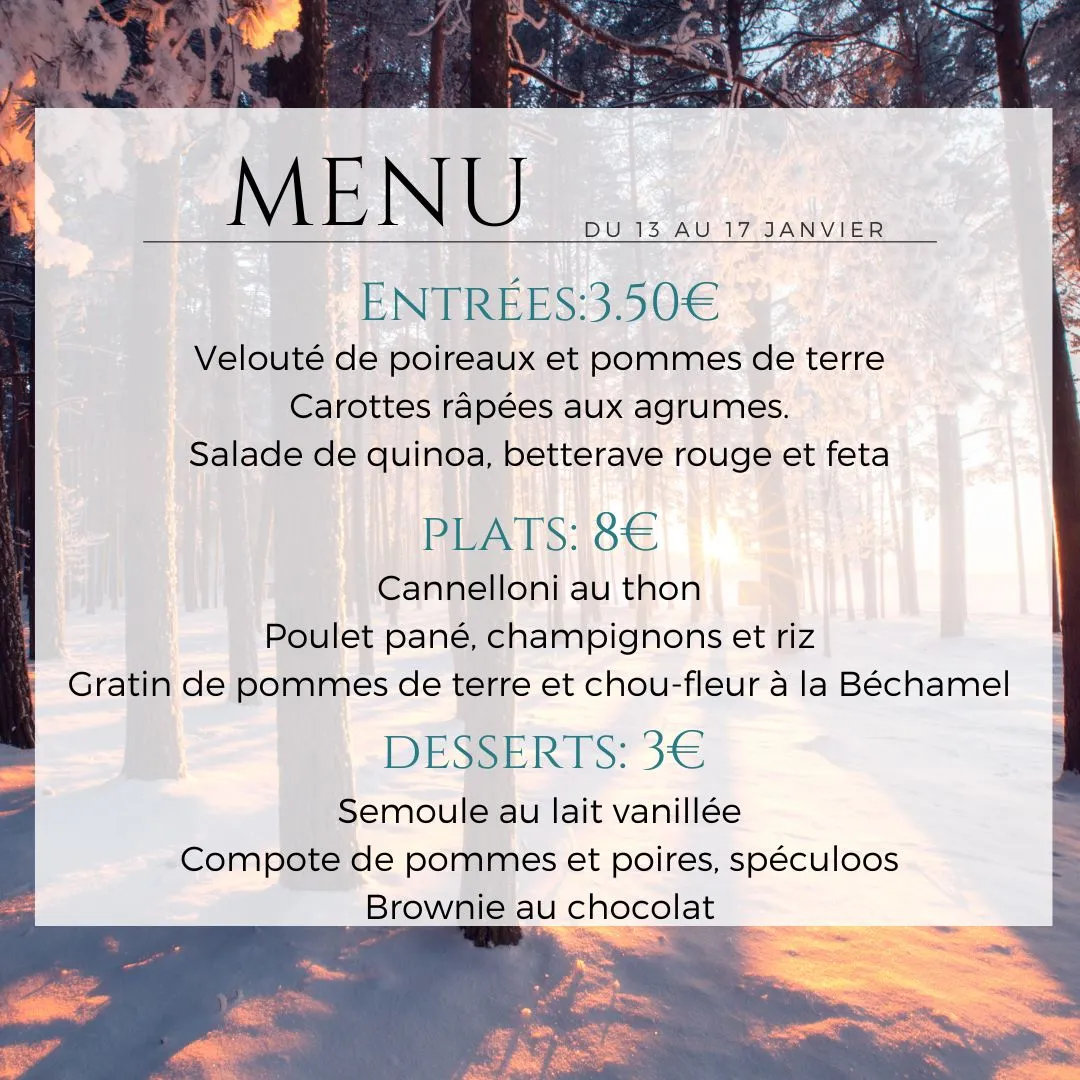 MENU
DU 13 AU 17 JANVIER
ENTRÉES:3.50€
Velouté de poireaux et pommes de terre
Carottes râpées aux agrumes.
Salade de quinoa, betterave rouge et feta
PLATS: 8€
Cannelloni au thon
Poulet pané, champignons et riz
Gratin de pommes de terre et chou-fleur à la Béchamel
DESSERTS: 3€
Semoule au lait vanillée
Compote de pommes et poires, spéculoos
Brownie au chocolat